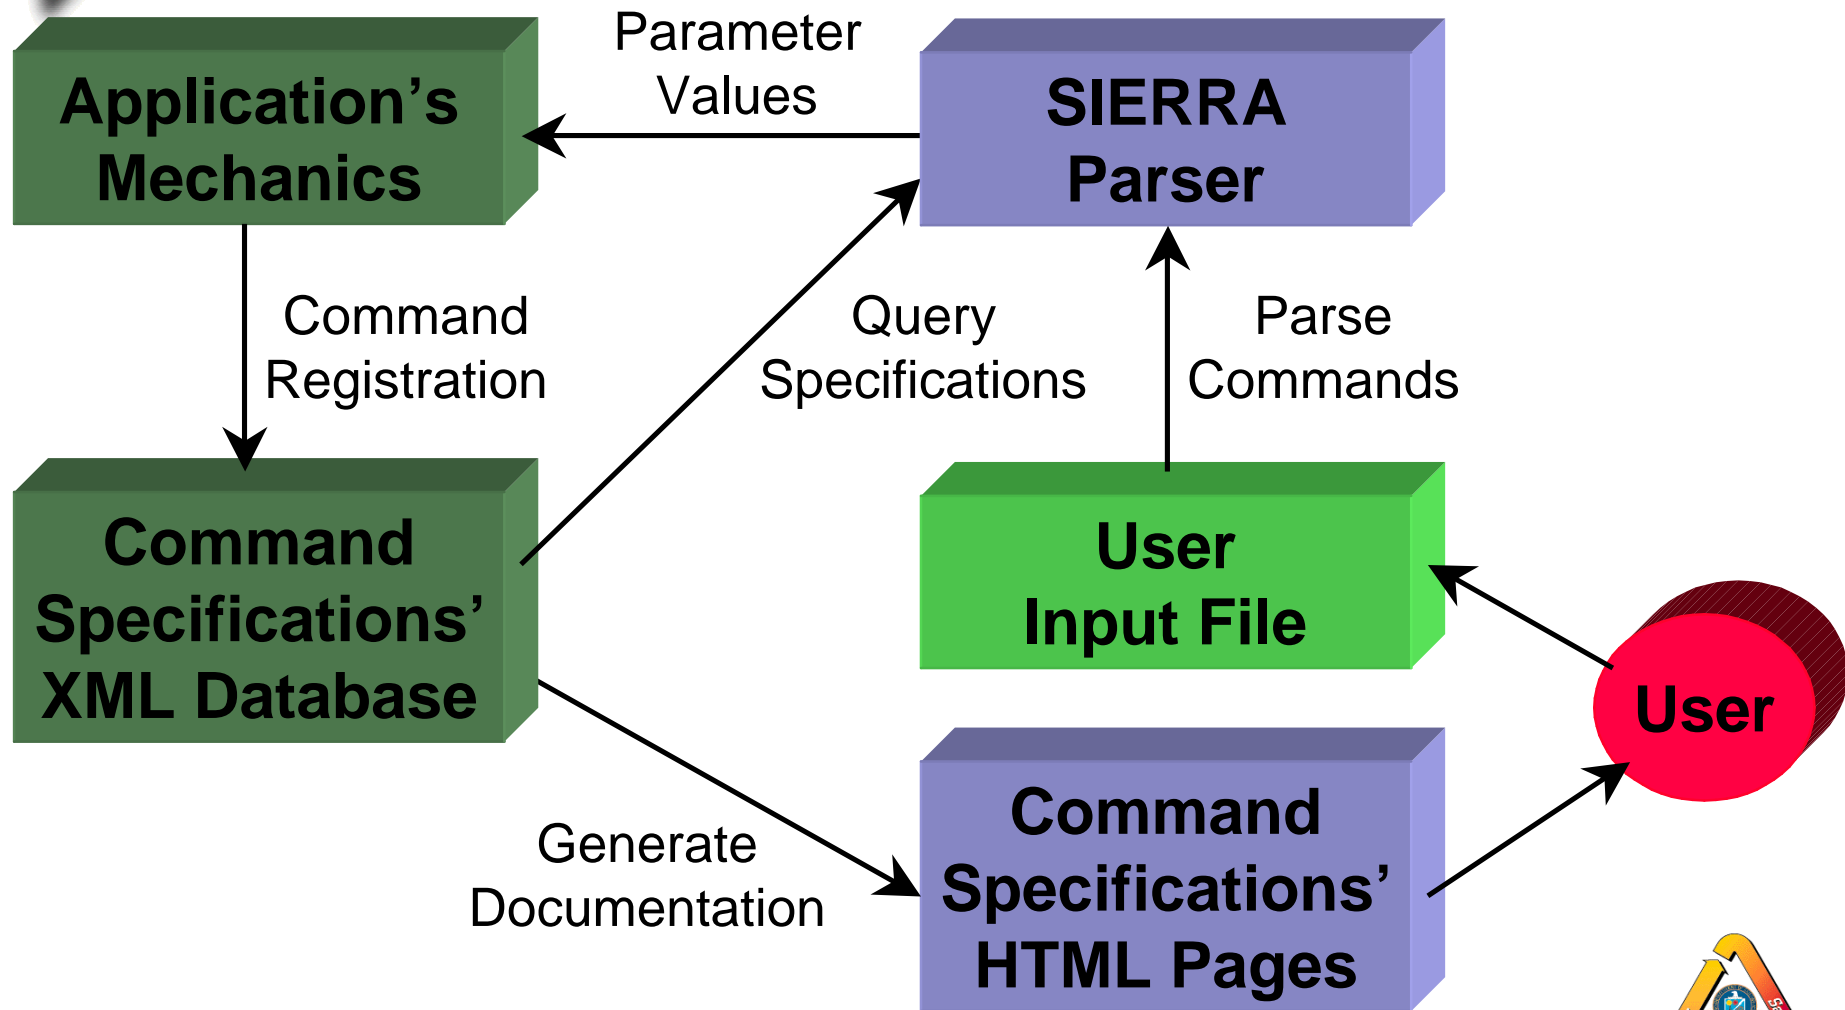 Parameter
Values
Application’s
Mechanics
SIERRA
Parser
Command
Registration
Query
Specifications
Parse
Commands
Command
Specifications’
XML Database
User
Input File
User
Generate
Documentation
Command
Specifications’
HTML Pages